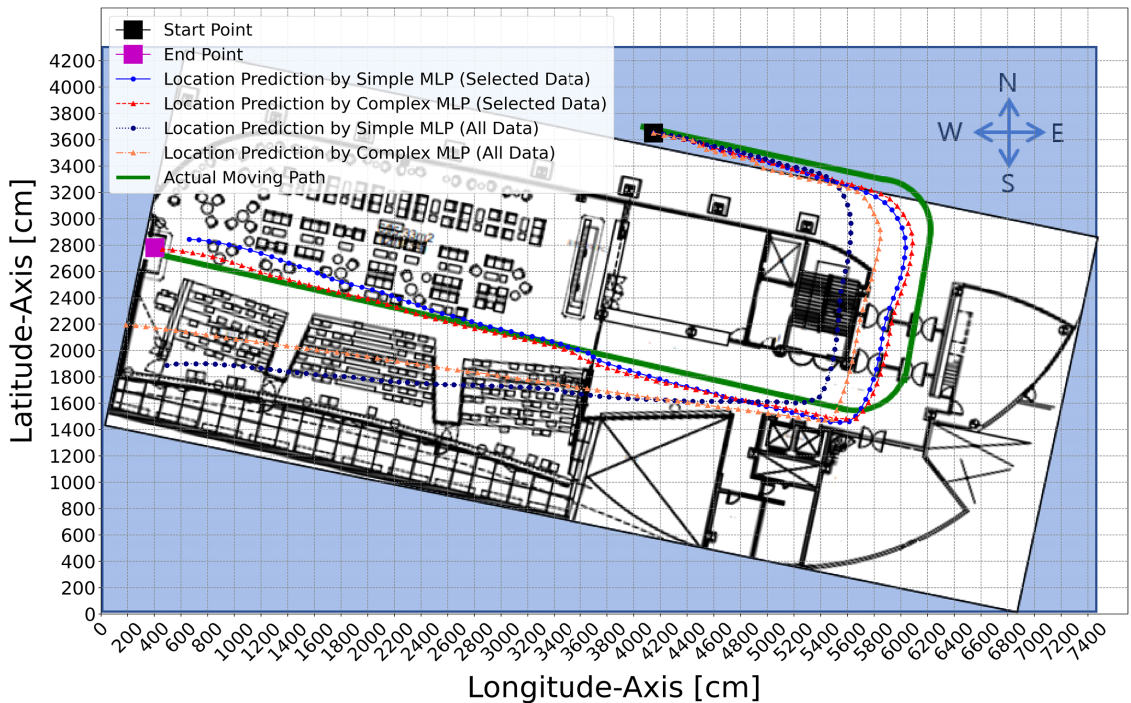 Start Point
End Point
Location Prediction by Simple MLP (Selected Data)
Location Prediction by Complex MLP (Selected Data)
Location Prediction by Simple MLP (All Data)
Location Prediction by Complex MLP (All Data)
Actual Moving Path
N
W E
S
Latitude-Axis [cm]
4200
4000
3800
3600
3400
3200
3000
2800
2600
2400
2200
2000
1800
1600
1400
1200
1000
800
600
400
200
0
0 200 400 600 800 1000 1200 1400 1600 1800 2000 2200 2400 2600 2800 3000 3200 3400 3600 3800 4000 4200 4400 4600 4800 5000 5200 5400 5600 5800 6000 6200 6400 6600 6800 7000 7200 7400
Longitude-Axis [cm]